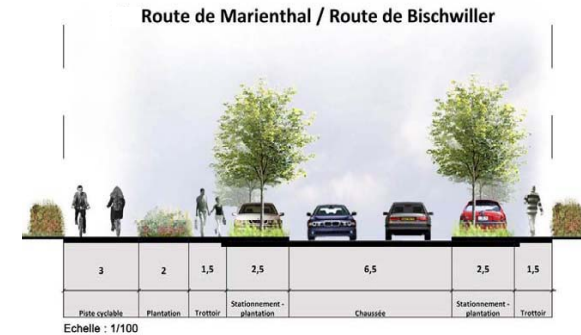 Route de Marienthal / Route de Bischwiller
3 2 1,5 2,5 6,5 2,5 1,5
Piste cyclable Plantation Trottoir Stationnement - plantation Chaussée Stationnement - plantation Trottoir
Echelle : 1/100